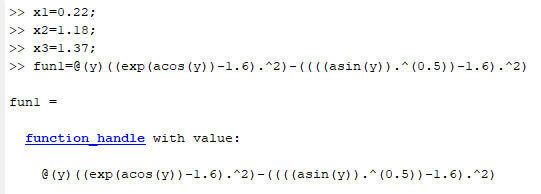 >> x1=0.22;
>> x2=1.18;
>> x3=1.37;
>> fun1=@(y)((exp(acos(y))-1.6).^2)-((((asin(y)).^(0.5))-1.6).^2)
fun1 =
function_handle with value:
@(y)((exp(acos(y))-1.6).^2)-((((asin(y)).^(0.5))-1.6).^2)